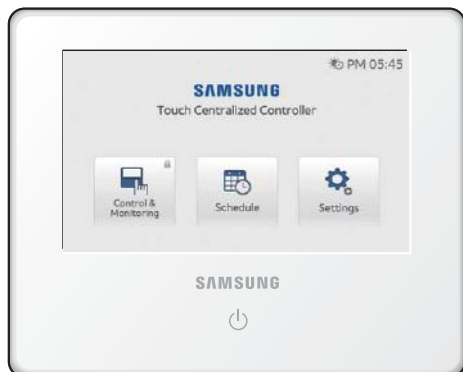 PM 05:45
SAMSUNG
Touch Centralized Controller
Control &
Monitoring
Schedule
Settings
SAMSUNG